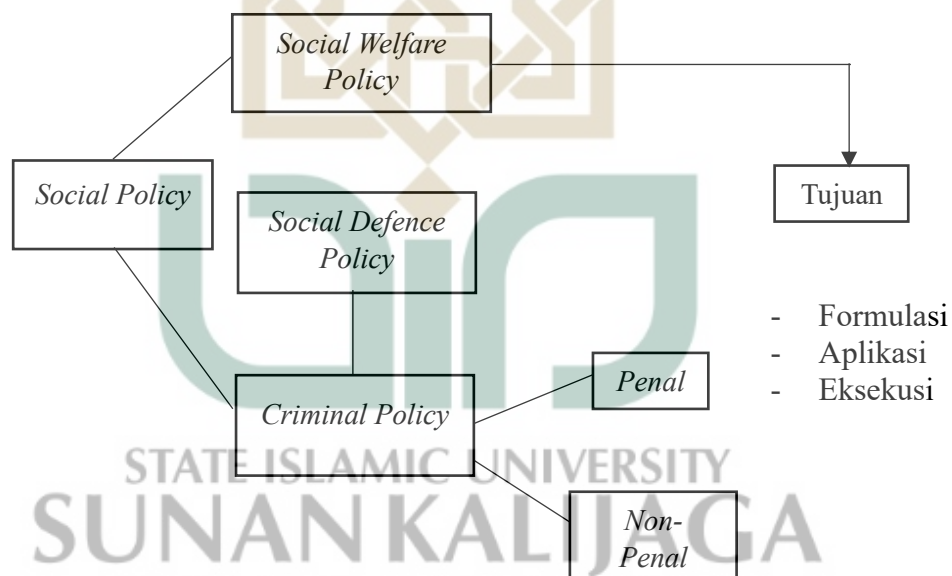 Social Welfare
Policy
Social Policy
Tujuan
Social Defence
Policy
- Formulasi
- Aplikasi
- Eksekusi
Penal
Criminal Policy
STATE ISLAMIC UNIVERSITY
SUNAN KALIJAGA
Non-
Penal